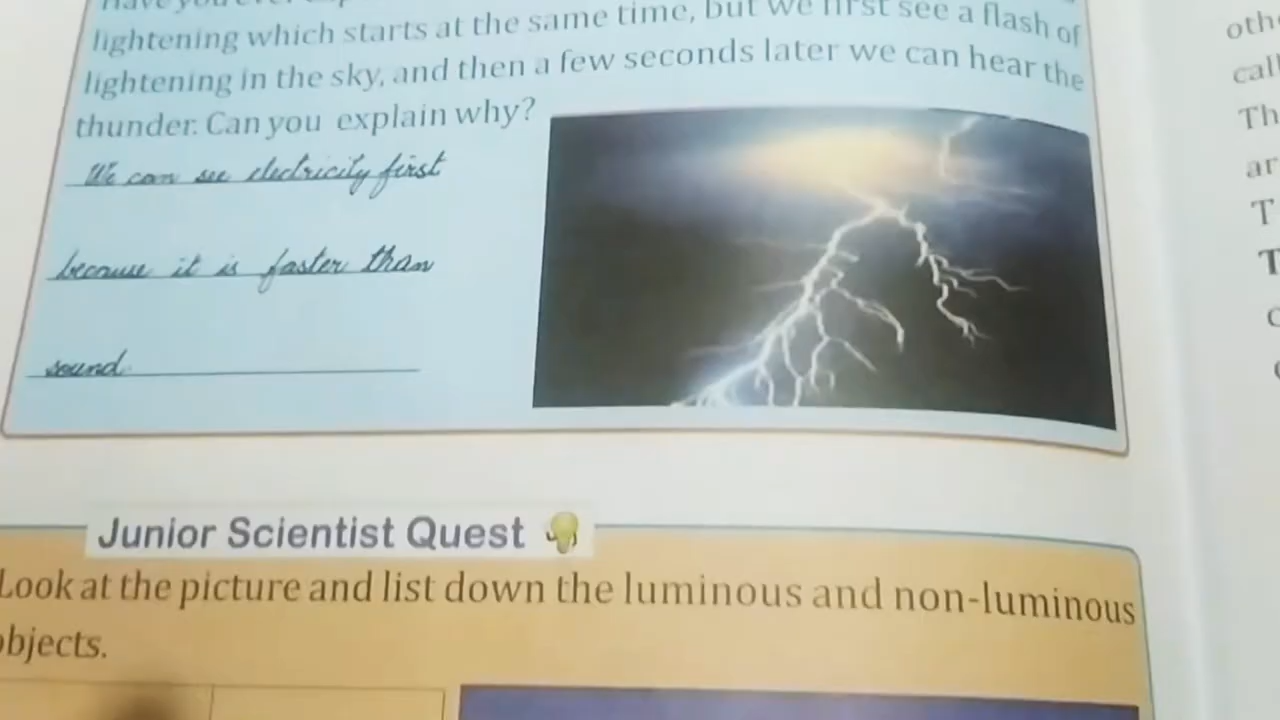 Have you ever
lightening which starts at the same time, but we first see a flash of
lightening in the sky, and then a few seconds later we can hear the
thunder. Can you explain why?
We can see electricity first
because it is faster than
sound
Junior Scientist Quest
Look at the picture and list down the luminous and non-luminous
objects.